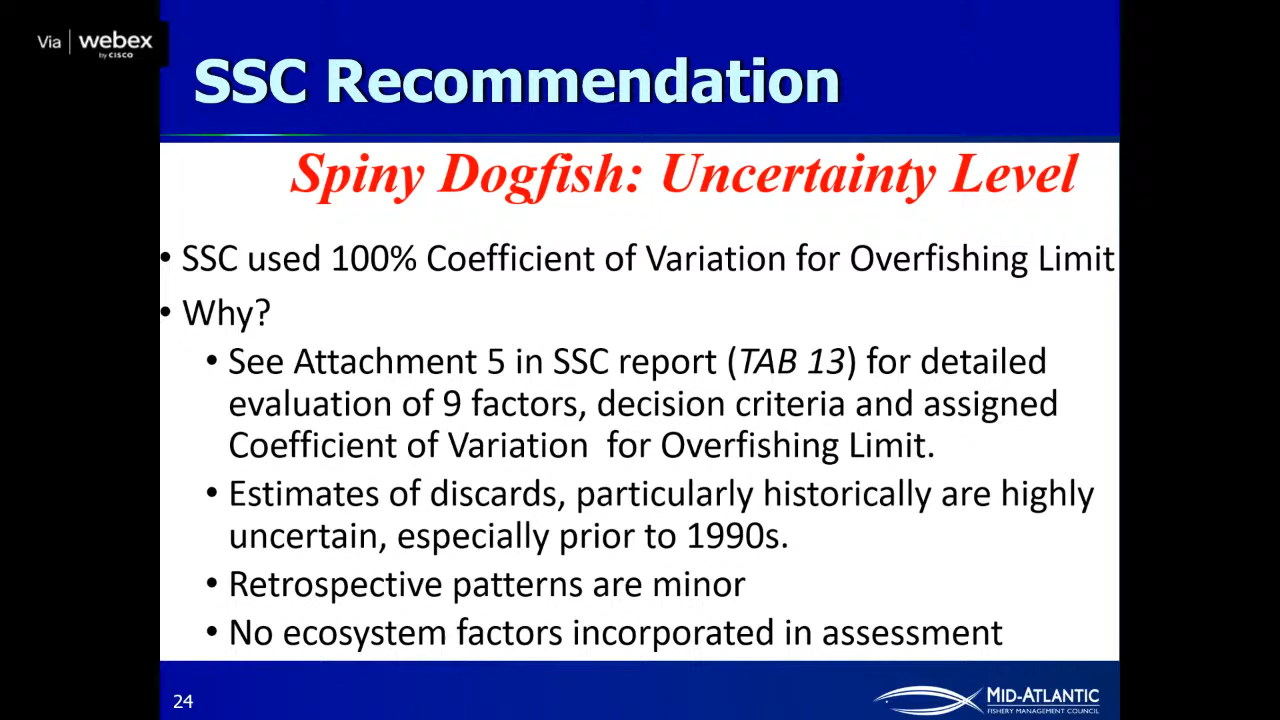 Via webex
by CISCO
SSC Recommendation
Spiny Dogfish: Uncertainty Level
• SSC used 100% Coefficient of Variation for Overfishing Limit
• Why?
• See Attachment 5 in SSC report (TAB 13) for detailed
evaluation of 9 factors, decision criteria and assigned
Coefficient of Variation for Overfishing Limit.
• Estimates of discards, particularly historically are highly
uncertain, especially prior to 1990s.
• Retrospective patterns are minor
• No ecosystem factors incorporated in assessment
24
MID-ATLANTIC
FISHERY MANAGEMENT COUNCIL